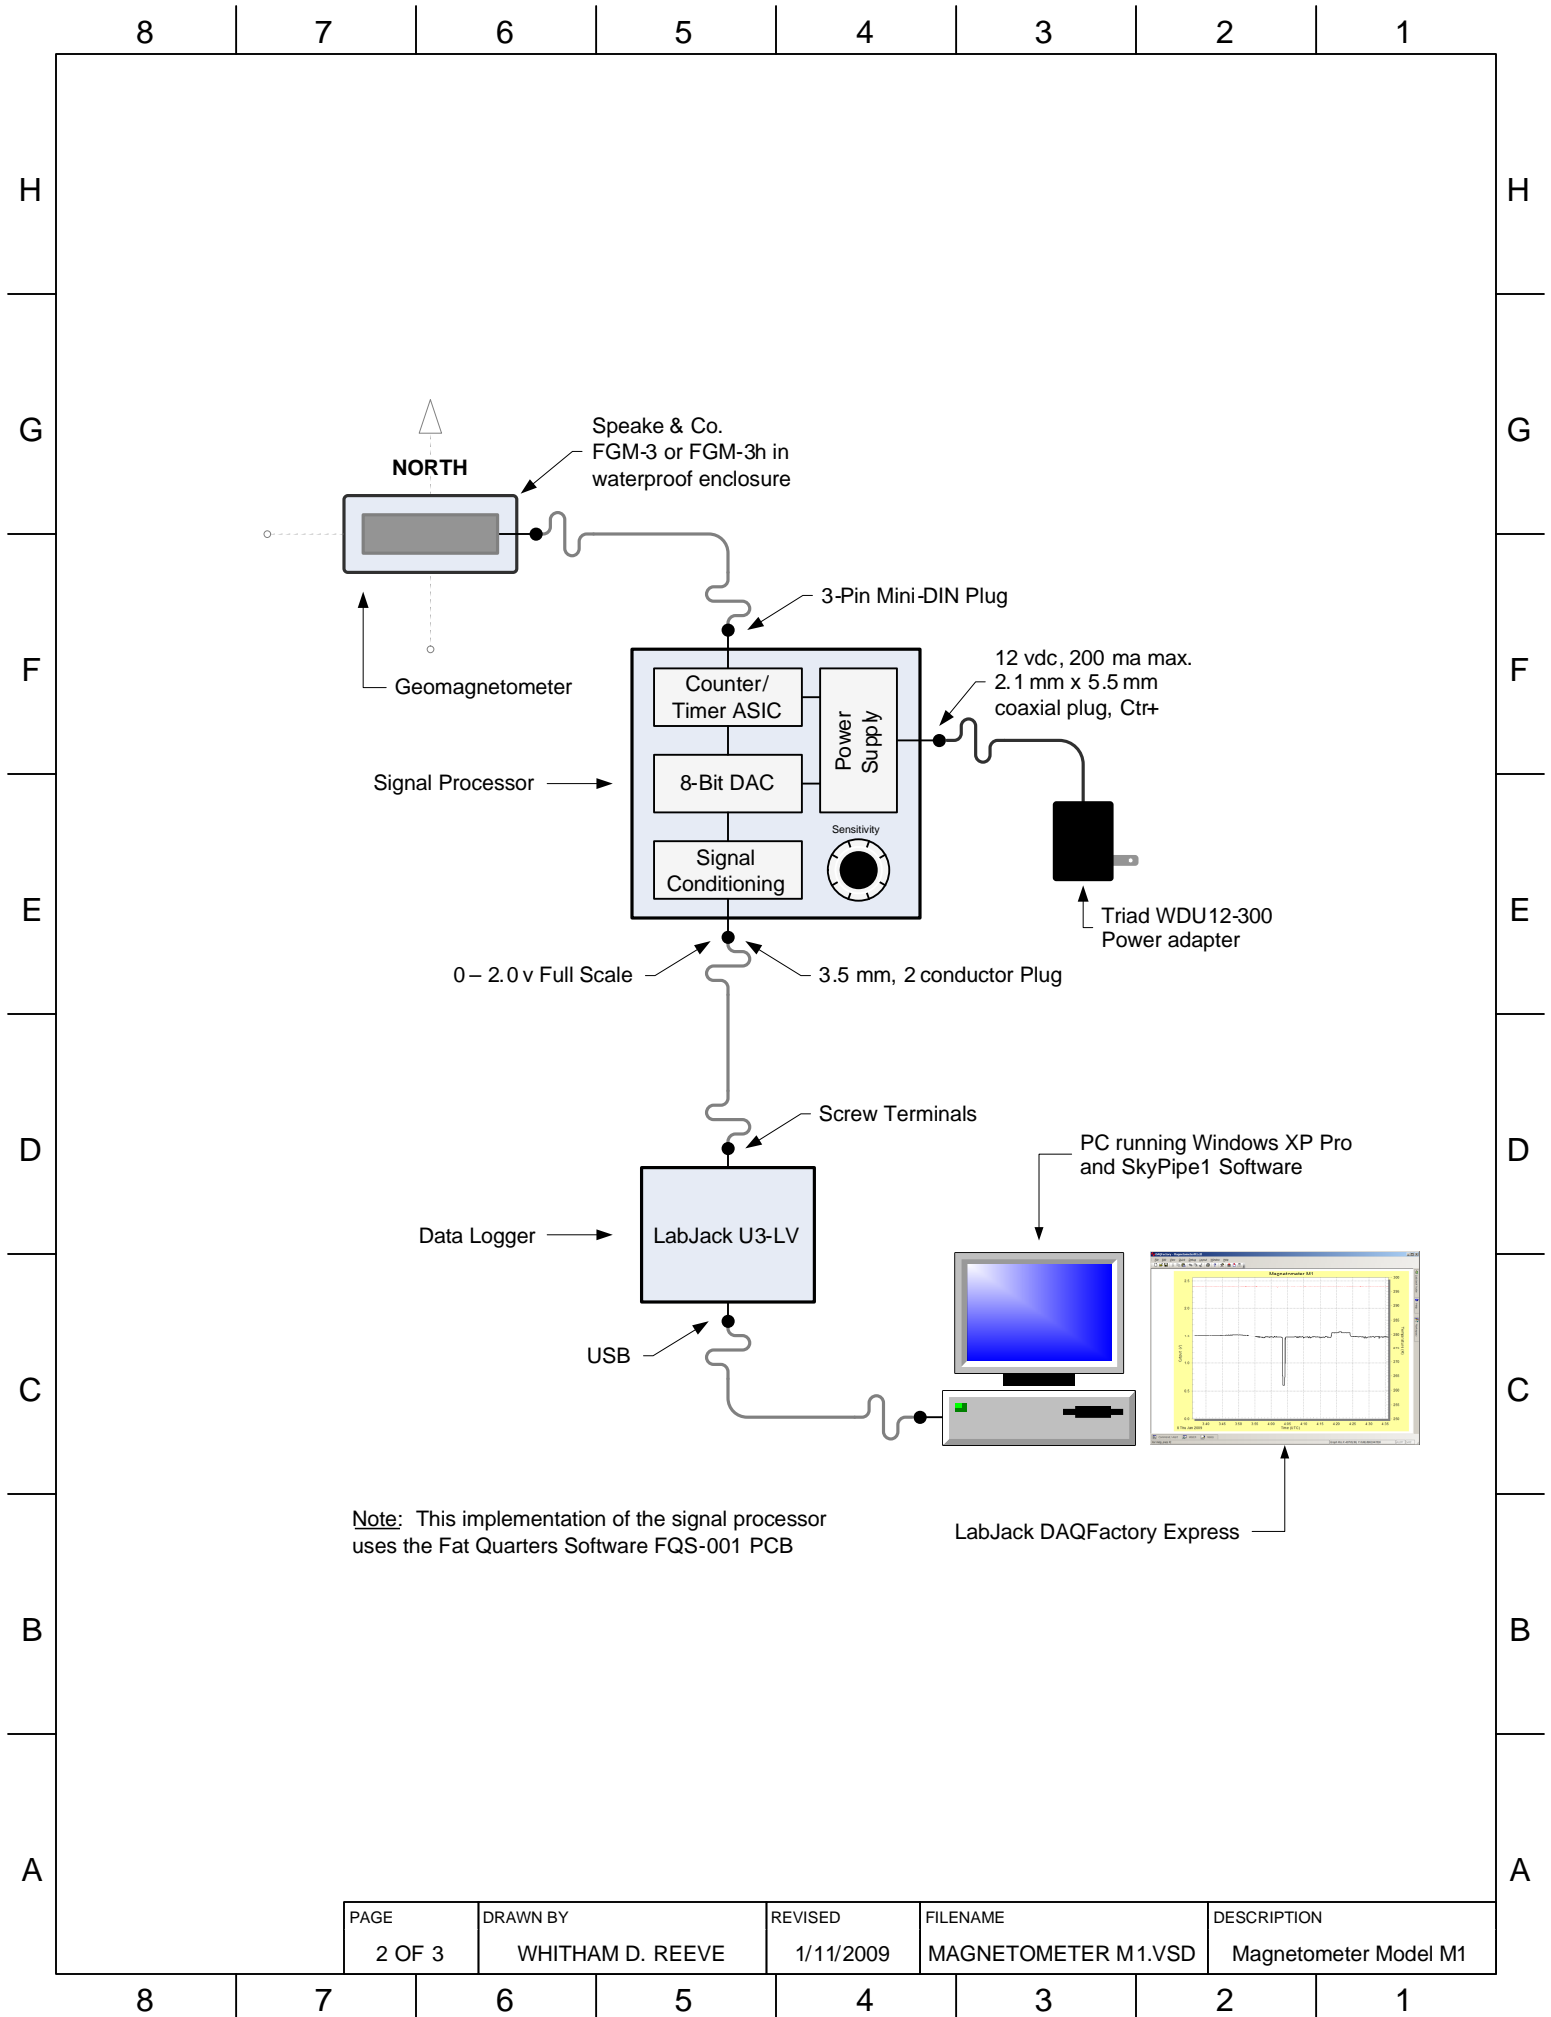 8 7 6 5 4 3 2 1
H H
G G
Speake & Co.
FGM-3 or FGM-3h in
waterproof enclosure
NORTH
3-Pin Mini-DIN Plug
F F
Geomagnetometer
Counter/
Timer ASIC
Power
Supply
12 vdc, 200 ma max.
2.1 mm x 5.5 mm
coaxial plug, Ctr+
Signal Processor
8-Bit DAC
Sensitivity
Signal
Conditioning
E E
Triad WDU12-300
Power adapter
0 – 2.0 v Full Scale
3.5 mm, 2 conductor Plug
Screw Terminals
D D
PC running Windows XP Pro
and SkyPipe1 Software
Data Logger
LabJack U3-LV
Magnetometer M1
USB
C C
Note: This implementation of the signal processor
uses the Fat Quarters Software FQS-001 PCB
LabJack DAQFactory Express
B B
A A
PAGE DRAWN BY REVISED FILENAME DESCRIPTION
2 OF 3 WHITHAM D. REEVE 1/11/2009 MAGNETOMETER M1.VSD Magnetometer Model M1
8 7 6 5 4 3 2 1